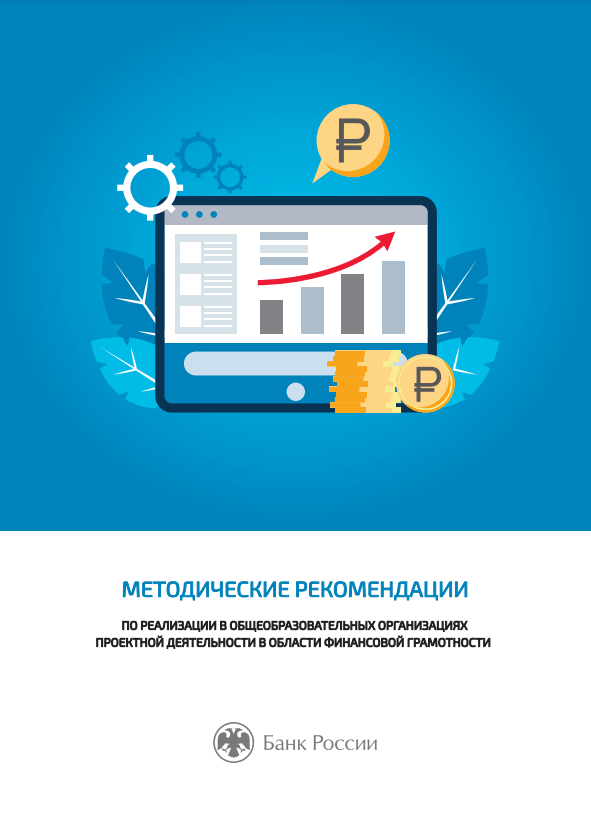 ₽
₽
МЕТОДИЧЕСКИЕ РЕКОМЕНДАЦИИ
ПО РЕАЛИЗАЦИИ В ОБЩЕОБРАЗОВАТЕЛЬНЫХ ОРГАНИЗАЦИЯХ
ПРОЕКТНОЙ ДЕЯТЕЛЬНОСТИ В ОБЛАСТИ ФИНАНСОВОЙ ГРАМОТНОСТИ
Банк России